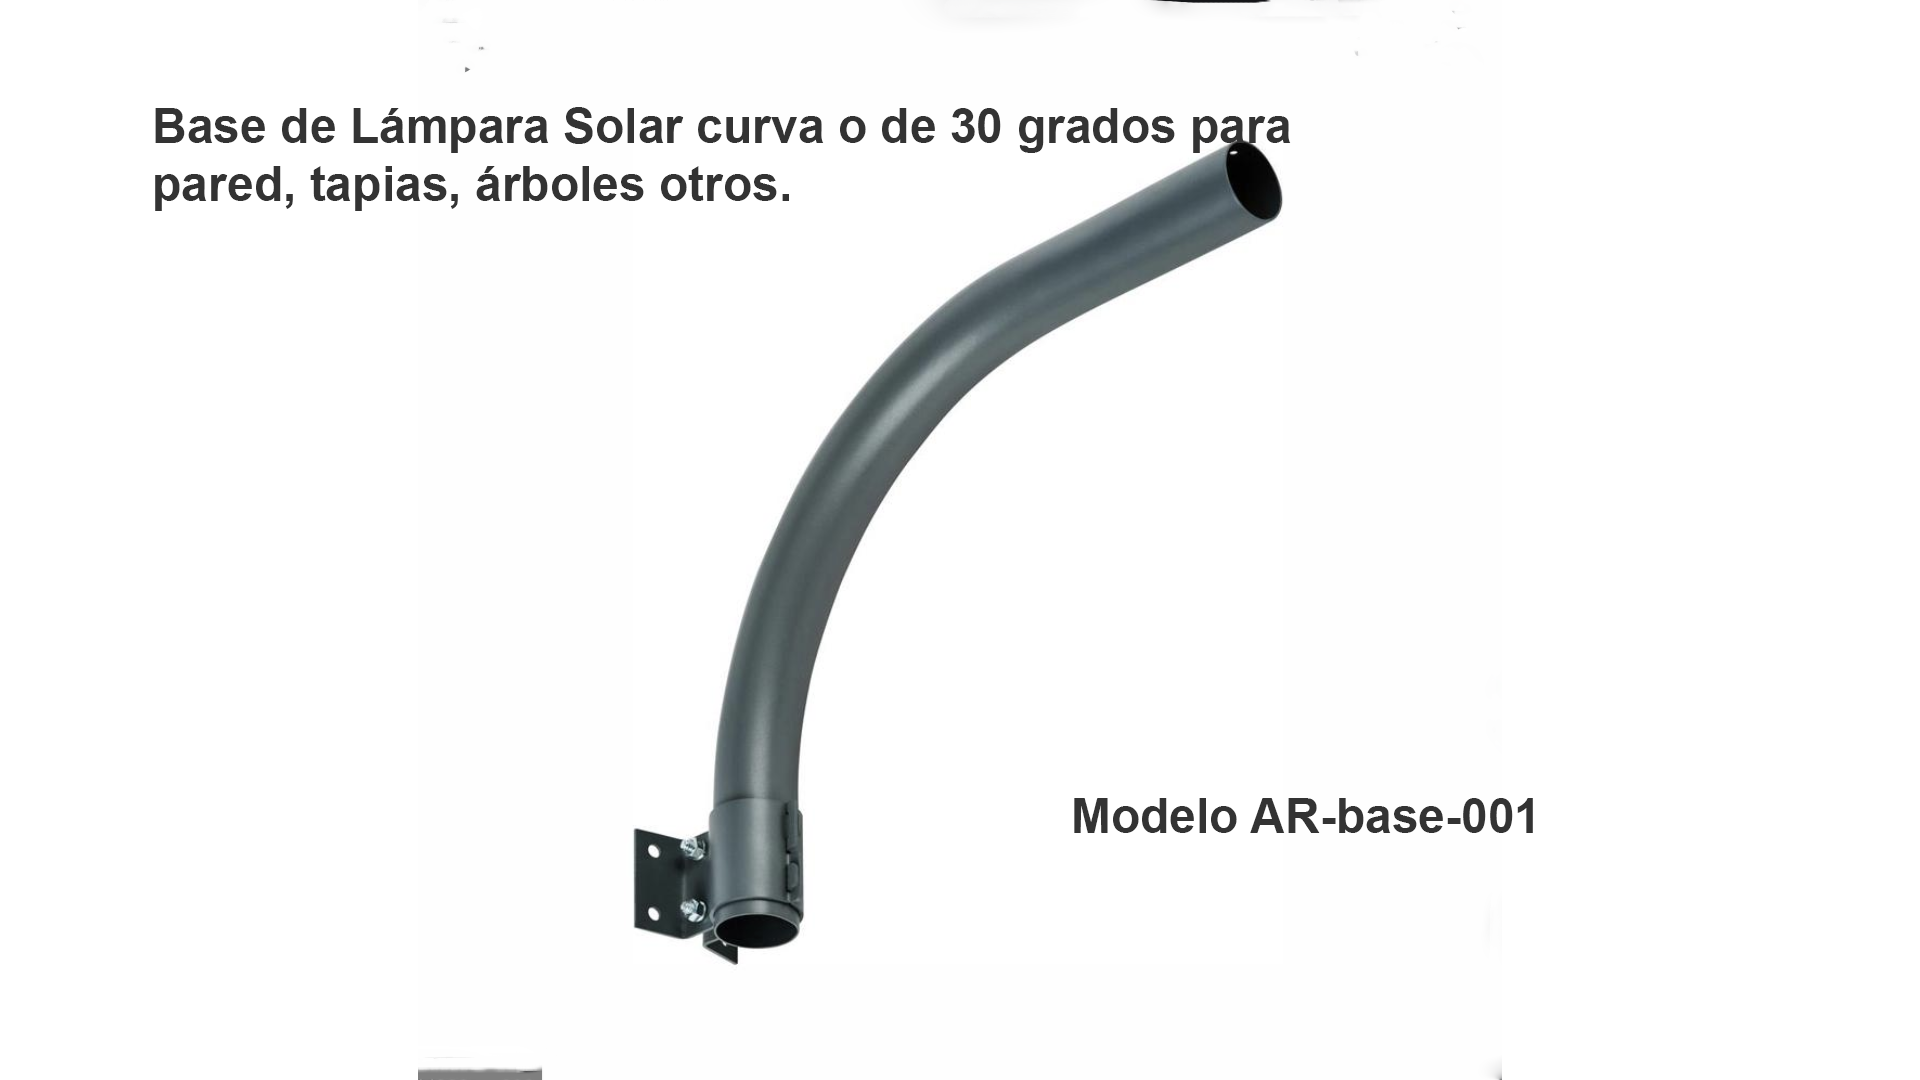 Base de Lámpara Solar curva o de 30 grados para
pared, tapias, árboles otros.
Modelo AR-base-001